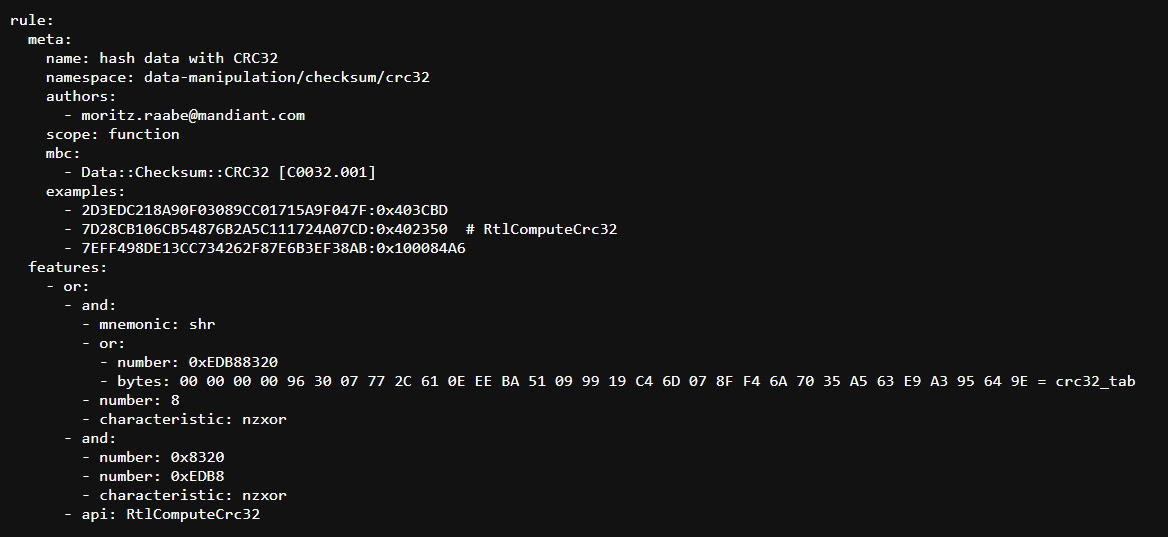 rule:
  meta:
    name: hash data with CRC32
    namespace: data-manipulation/checksum/crc32
    authors:
      - moritz.raabe@mandiant.com
    scope: function
    mbc:
      - Data::Checksum::CRC32 [C0032.001]
    examples:
      - 2D3EDC218A90F03089CC01715A9F047F:0x403CBD
      - 7D28CB106CB54876B2A5C111724A07CD:0x402350  # RtlComputeCrc32
      - 7EFF498DE13CC734262F87E6B3EF38AB:0x100084A6
  features:
    - or:
      - and:
        - mnemonic: shr
        - or:
          - number: 0xEDB88320
          - bytes: 00 00 00 00 96 30 07 77 2C 61 0E EE BA 51 09 99 19 C4 6D 07 8F F4 6A 70 35 A5 63 E9 A3 95 64 9E = crc32_tab
        - number: 8
        - characteristic: nzxor
      - and:
        - number: 0x8320
        - number: 0xEDB8
        - characteristic: nzxor
      - api: RtlComputeCrc32